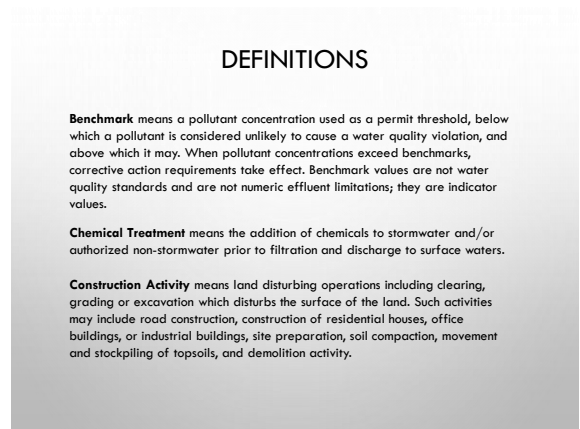 DEFINITIONS
Benchmark means a pollutant concentration used as a permit threshold, below
which a pollutant is considered unlikely to cause a water quality violation, and
above which it may. When pollutant concentrations exceed benchmarks,
corrective action requirements take effect. Benchmark values are not water
quality standards and are not numeric effluent limitations; they are indicator
values.
Chemical Treatment means the addition of chemicals to stormwater and/or
authorized non-stormwater prior to filtration and discharge to surface waters.
Construction Activity means land disturbing operations including clearing,
grading or excavation which disturbs the surface of the land. Such activities
may include road construction, construction of residential houses, office
buildings, or industrial buildings, site preparation, soil compaction, movement
and stockpiling of topsoils, and demolition activity.